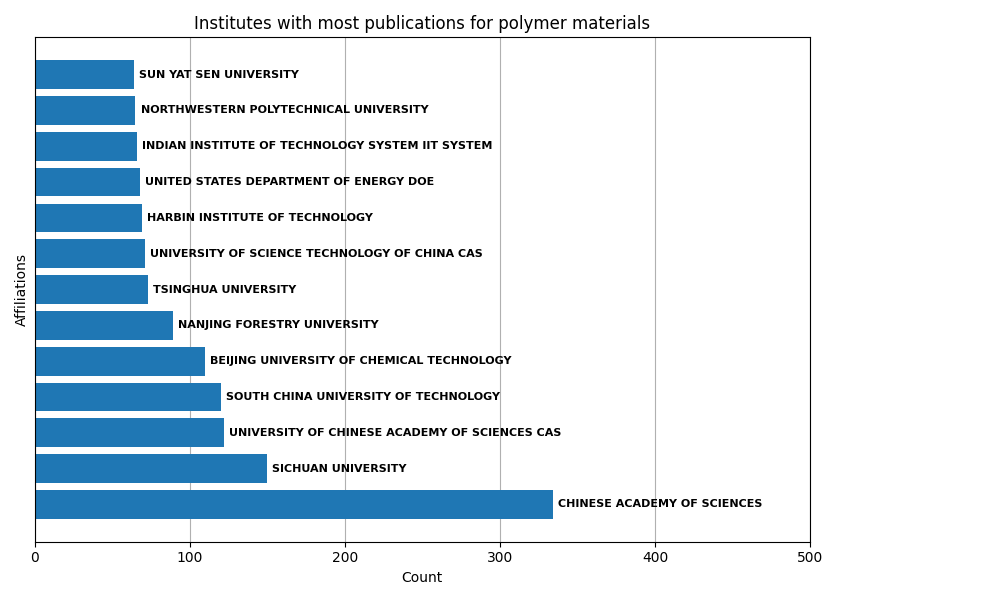 Institutes with most publications for polymer materials
SUN YAT SEN UNIVERSITY
NORTHWESTERN POLYTECHNICAL UNIVERSITY
INDIAN INSTITUTE OF TECHNOLOGY SYSTEM IIT SYSTEM
UNITED STATES DEPARTMENT OF ENERGY DOE
HARBIN INSTITUTE OF TECHNOLOGY
UNIVERSITY OF SCIENCE TECHNOLOGY OF CHINA CAS
TSINGHUA UNIVERSITY
NANJING FORESTRY UNIVERSITY
BEIJING UNIVERSITY OF CHEMICAL TECHNOLOGY
SOUTH CHINA UNIVERSITY OF TECHNOLOGY
UNIVERSITY OF CHINESE ACADEMY OF SCIENCES CAS
SICHUAN UNIVERSITY
CHINESE ACADEMY OF SCIENCES
Affiliations
0 100 200 300 400 500
Count